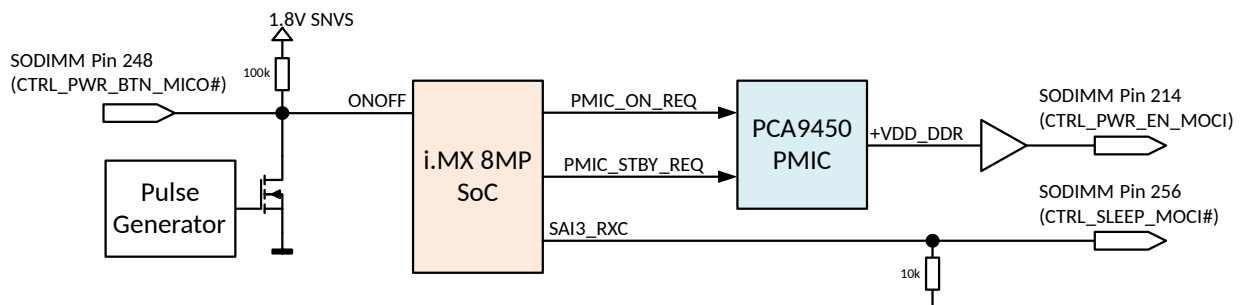 1.8V SNVS
SODIMM Pin 248
(CTRL_PWR_BTN_MICO#)
100k
ONOFF
PMIC_ON_REQ
PMIC_STBY_REQ
i.MX 8MP
SoC
PCA9450
PMIC
+VDD_DDR
SODIMM Pin 214
(CTRL_PWR_EN_MOCI)
Pulse
Generator
SODIMM Pin 256
(CTRL_SLEEP_MOCI#)
SAI3_RXC
10k